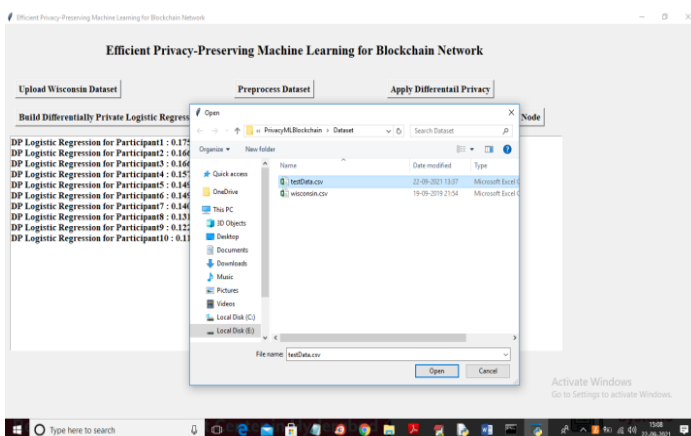 Efficient Privacy-Preserving Machine Learning for Blockchain Network
Efficient Privacy-Preserving Machine Learning for Blockchain Network
Upload Wisconsin Dataset
Preprocess Dataset
Apply Differentail Privacy
Build Differentially Private Logistic Regress
Node
DP Logistic Regression for Participant1 : 0.175
DP Logistic Regression for Participant2 : 0.166
DP Logistic Regression for Participant3 : 0.166
DP Logistic Regression for Participant4 : 0.157
DP Logistic Regression for Participant5 : 0.149
DP Logistic Regression for Participant6 : 0.149
DP Logistic Regression for Participant7 : 0.140
DP Logistic Regression for Participant8 : 0.131
DP Logistic Regression for Participant9 : 0.122
DP Logistic Regression for Participant10 : 0.11
Open
« PrivacyMLBlockchain › Dataset
Search Dataset
Organize
New folder
Name
Date modified
Type
Quick access
OneDrive
This PC
3D Objects
Desktop
Documents
Downloads
Music
Pictures
Videos
Local Disk (C:)
Local Disk (E:)
testData.csv
22-09-2021 13:37
Microsoft Excel C
wisconsin.csv
19-09-2019 21:54
Microsoft Excel C
File name:
testData.csv
Open
Cancel
Activate Windows
Go to Settings to activate Windows.
Type here to search
15:08
22-09-2021